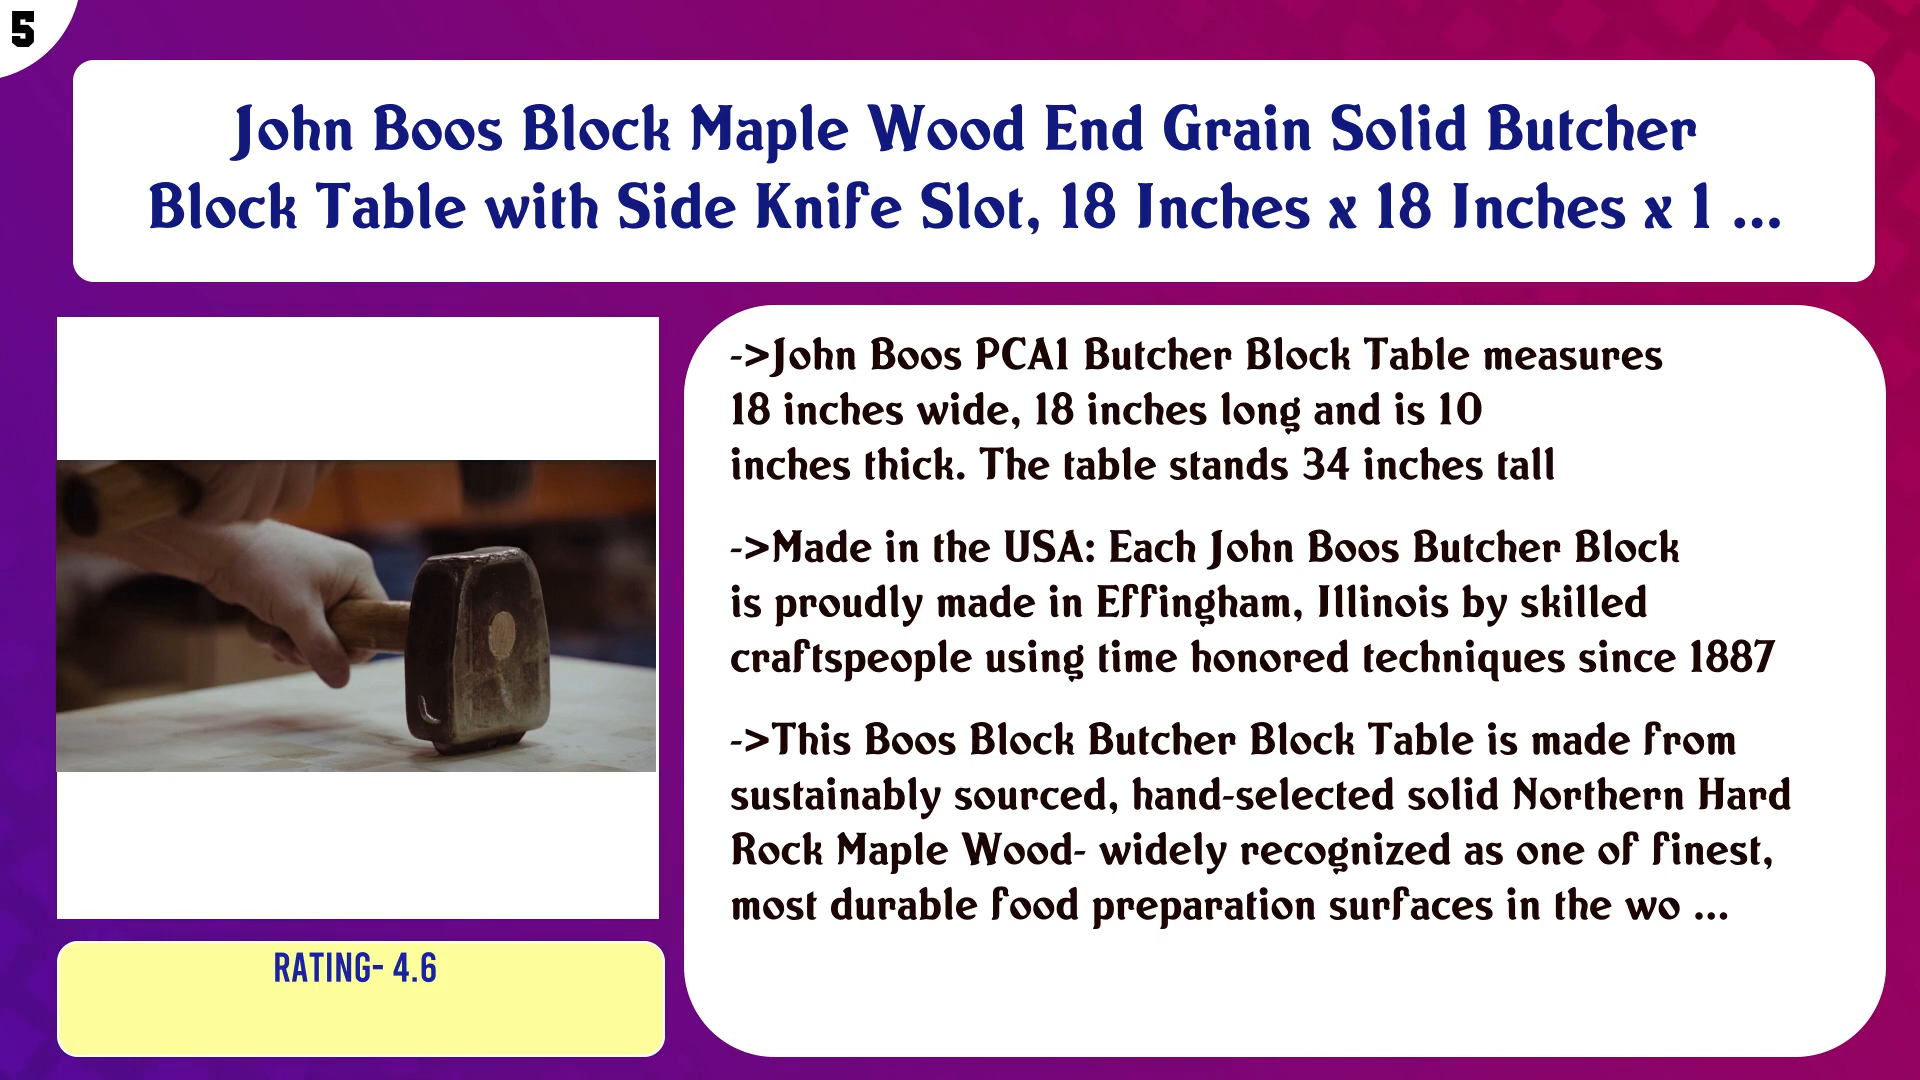 5
John Boos Block Maple Wood End Grain Solid Butcher
Block Table with Side Knife Slot, 18 Inches x 18 Inches x 1 ...
->John Boos PCA1 Butcher Block Table measures
18 inches wide, 18 inches long and is 10
inches thick. The table stands 34 inches tall
->Made in the USA: Each John Boos Butcher Block
is proudly made in Effingham, Illinois by skilled
craftspeople using time honored techniques since 1887
->This Boos Block Butcher Block Table is made from
sustainably sourced, hand-selected solid Northern Hard
Rock Maple Wood- widely recognized as one of finest,
most durable food preparation surfaces in the wo ...
RATING- 4.6